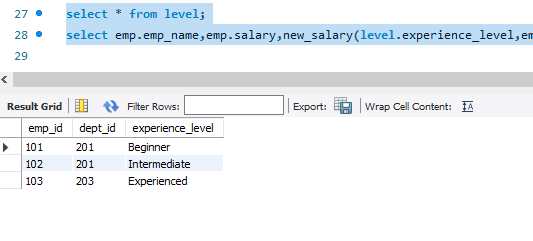 27 select * from level;
28 select emp.emp_name,emp.salary,new_salary(level.experience_level,em
29
Result Grid Filter Rows: Export: Wrap Cell Content:
emp_id dept_id experience_level
101 201 Beginner
102 201 Intermediate
103 203 Experienced